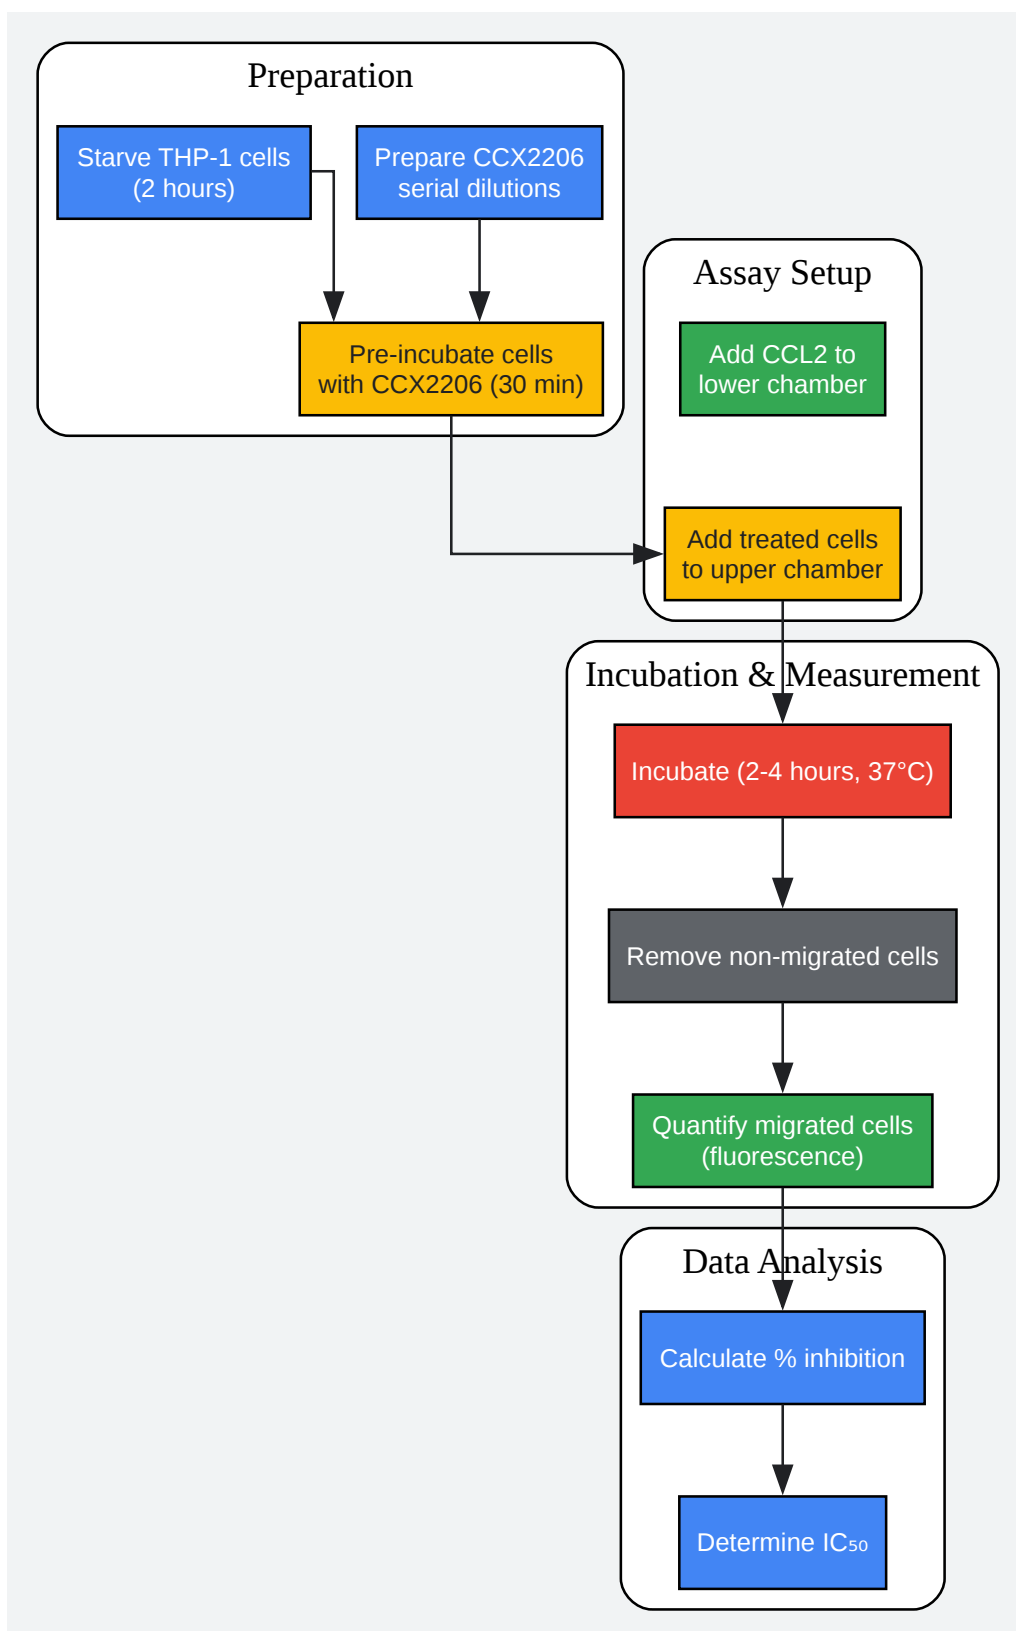 Preparation
Starve THP-1 cells
(2 hours)
Prepare CCX2206
serial dilutions
Pre-incubate cells
with CCX2206 (30 min)
Assay Setup
Add CCL2 to
lower chamber
Add treated cells
to upper chamber
Incubation & Measurement
Incubate (2-4 hours, 37°C)
Remove non-migrated cells
Quantify migrated cells
(fluorescence)
Data Analysis
Calculate % inhibition
Determine IC₅₀